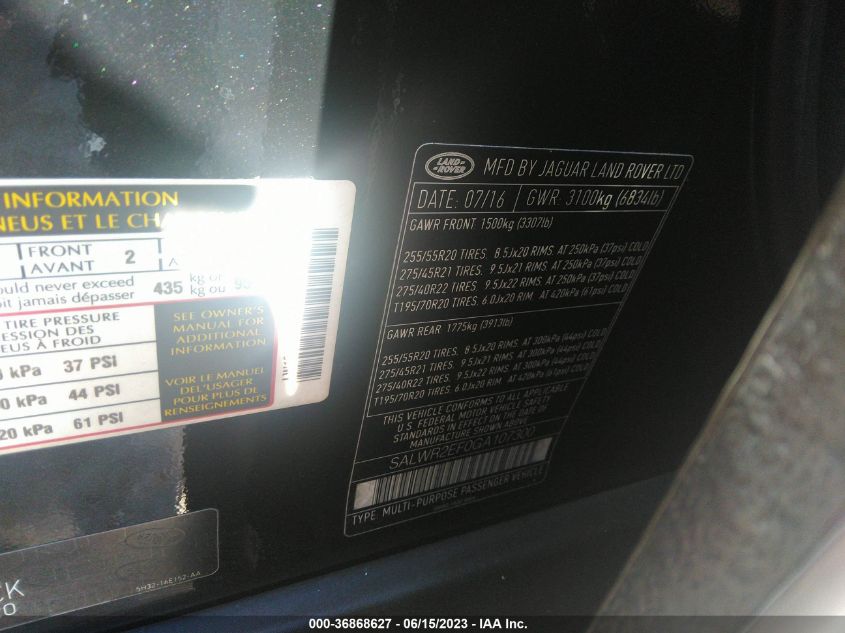 INFORMATION
NEUS ET LE CHA
FRONT 2
AVANT
ould never exceed
oit jamais dépasser
435 kg or
kg ou
TIRE PRESSURE
ESSION DES
EUS À FROID
kPa 37 PSI
0 kPa 44 PSI
20 kPa 61 PSI
SEE OWNER'S
MANUAL FOR
ADDITIONAL
INFORMATION
VOIR LE MANUEL
DE L'USAGER
POUR PLUS DE
RENSEIGNEMENTS
LAND-
ROVER
MFD BY JAGUAR LAND ROVER LTD
DATE: 07/16 GWR: 3100kg (6834lb)
GAWR FRONT 1500kg (3307lb)
255/55R20 TIRES. 8.5Jx20 RIMS. AT 250kPa (37psi) COLD
275/45R21 TIRES. 9.5Jx21 RIMS. AT 250kPa (37psi) COLD
275/40R22 TIRES. 9.5Jx22 RIMS. AT 250kPa (37psi) COLD
T195/70R20 TIRES. 6.0Jx20 RIM AT 420kPa (61psi) COLD
GAWR REAR 1775kg (3913lb)
255/55R20 TIRES. 8.5Jx20 RIMS. AT 300kPa (44psi) COLD
275/45R21 TIRES. 9.5Jx21 RIMS. AT 300kPa (44psi) COLD
275/40R22 TIRES. 9.5Jx22 RIMS. AT 300kPa (44psi) COLD
T195/70R20 TIRES. 6.0Jx20 RIM AT 420kPa (61psi) COLD
THIS VEHICLE CONFORMS TO ALL APPLICABLE
U.S. FEDERAL MOTOR VEHICLE SAFETY
STANDARDS IN EFFECT ON THE DATE OF
MANUFACTURE SHOWN ABOVE
SALWR2EF0GA107300
TYPE: MULTI-PURPOSE PASSENGER VEHICLE
CK
000-36868627 - 06/15/2023 - IAA Inc.